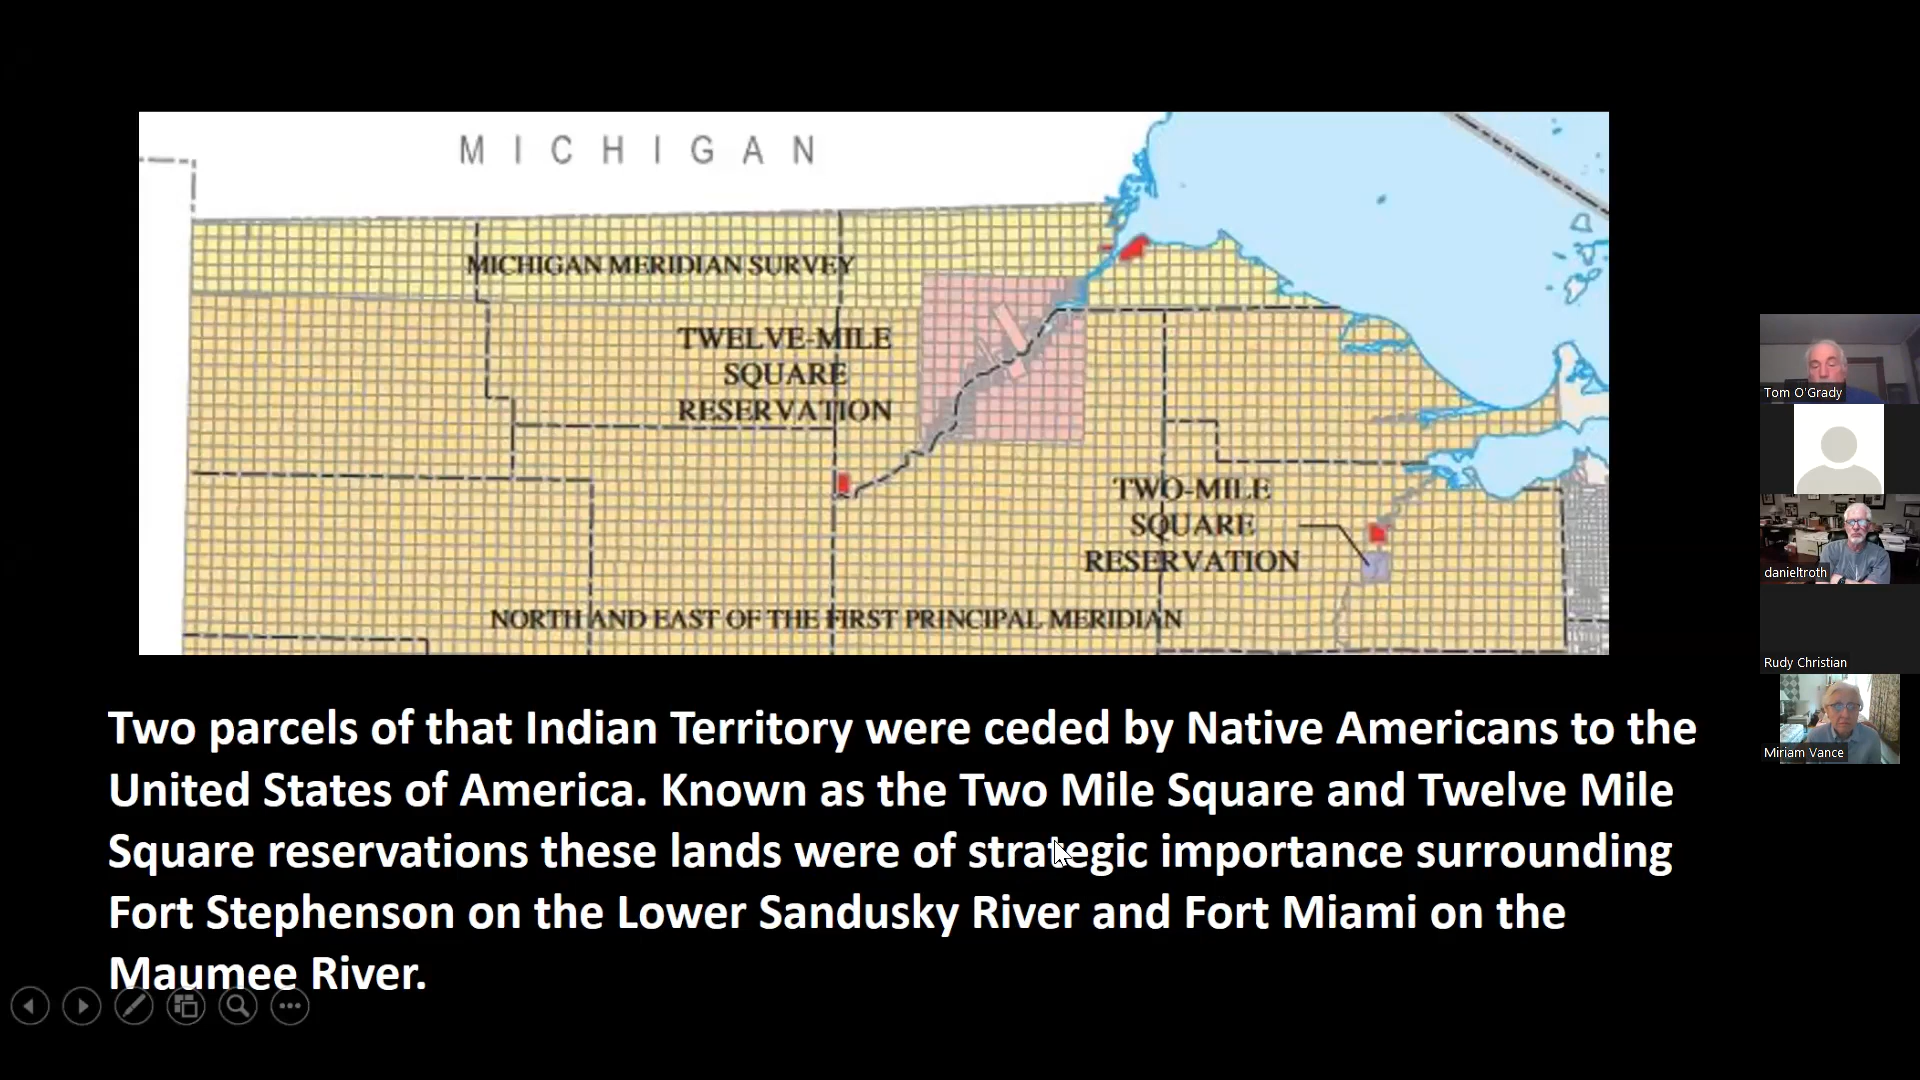 MICHIGAN
MICHIGAN MERIDIAN SURVEY
TWELVE-MILE
SQUARE
RESERVATION
TWO-MILE
SQUARE
RESERVATION
NORTH AND EAST OF THE FIRST PRINCIPAL MERIDIAN
Two parcels of that Indian Territory were ceded by Native Americans to the
United States of America. Known as the Two Mile Square and Twelve Mile
Square reservations these lands were of strategic importance surrounding
Fort Stephenson on the Lower Sandusky River and Fort Miami on the
Maumee River.
Tom O'Grady
danieltroth
Rudy Christian
Miriam Vance